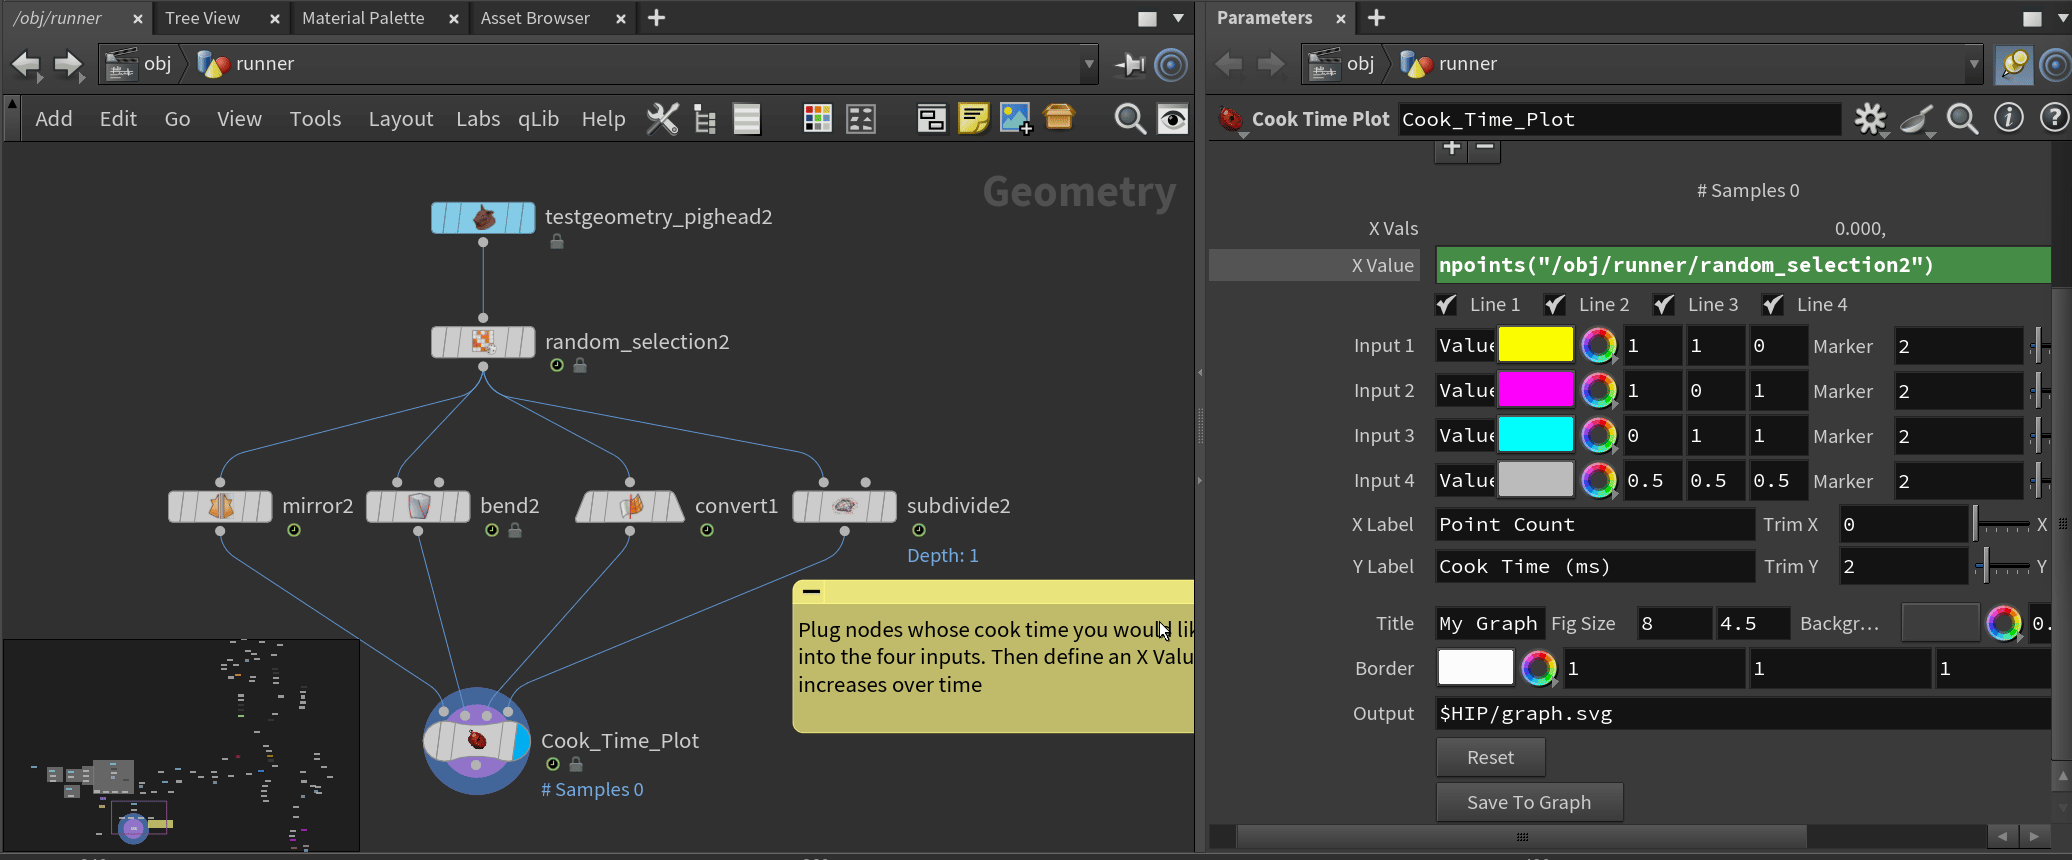 /obj/runner × Tree View × Material Palette × Asset Browser × +
obj runner
Add Edit Go View Tools Layout Labs qLib Help
Geometry
testgeometry_pighead2
random_selection2
mirror2 bend2 convert1 subdivide2
Depth: 1
Plug nodes whose cook time you would lik
into the four inputs. Then define an X Valu
increases over time
Cook_Time_Plot
# Samples 0
Parameters × +
obj runner
Cook Time Plot Cook_Time_Plot
# Samples 0
X Vals 0.000,
X Value npoints("/obj/runner/random_selection2")
Line 1 Line 2 Line 3 Line 4
Input 1 Value 1 1 0 Marker 2
Input 2 Value 1 0 1 Marker 2
Input 3 Value 0 1 1 Marker 2
Input 4 Value 0.5 0.5 0.5 Marker 2
X Label Point Count Trim X 0 X
Y Label Cook Time (ms) Trim Y 2 Y
Title My Graph Fig Size 8 4.5 Backgr... 0.
Border 1 1 1
Output $HIP/graph.svg
Reset
Save To Graph